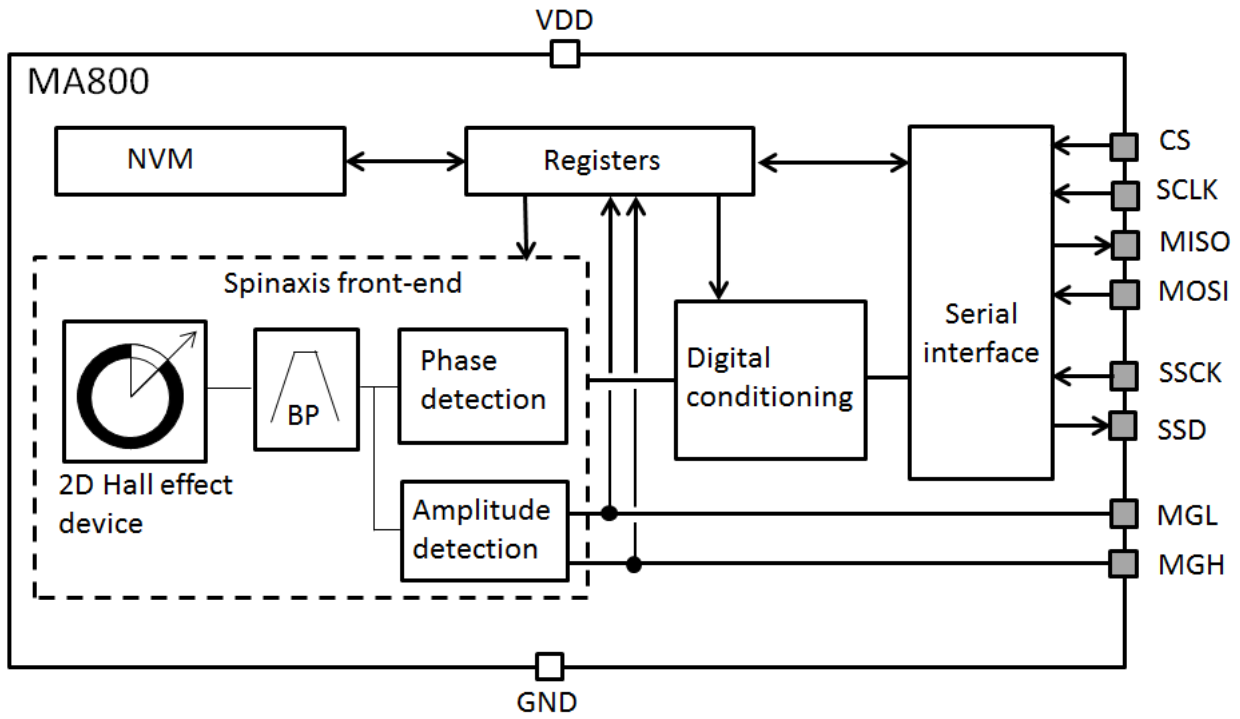 VDD
MA800
NVM
Registers
CS
SCLK
MISO
MOSI
SSCK
SSD
MGL
MGH
Serial
interface
Spinaxis front-end
Phase
detection
BP
2D Hall effect
device
Amplitude
detection
Digital
conditioning
GND